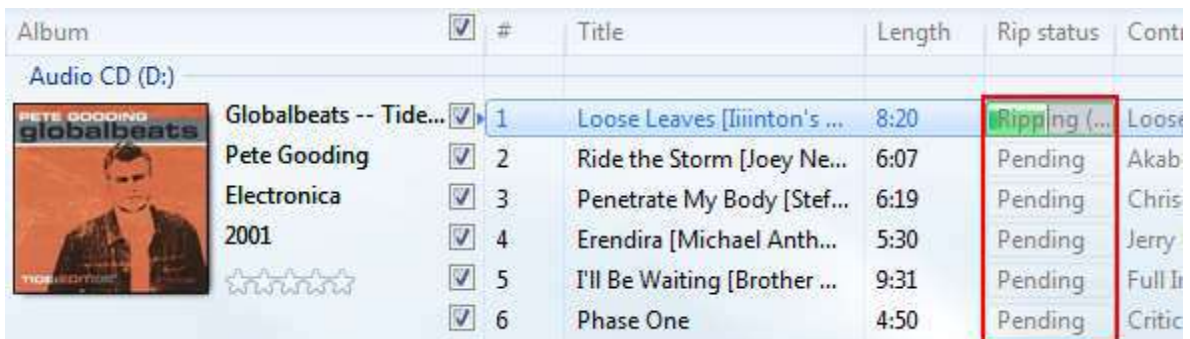 Album # Title Length Rip status Contr
Audio CD (D:)
PETE GOODING
globalbeats
TIDE:EDITION
Globalbeats -- Tide... 1 Loose Leaves [Iiiinton's ... 8:20 Ripping (... Loose
Pete Gooding 2 Ride the Storm [Joey Ne... 6:07 Pending Akab
Electronica 3 Penetrate My Body [Stef... 6:19 Pending Chris
2001 4 Erendira [Michael Anth... 5:30 Pending Jerry
5 I'll Be Waiting [Brother ... 9:31 Pending Full In
6 Phase One 4:50 Pending Critic